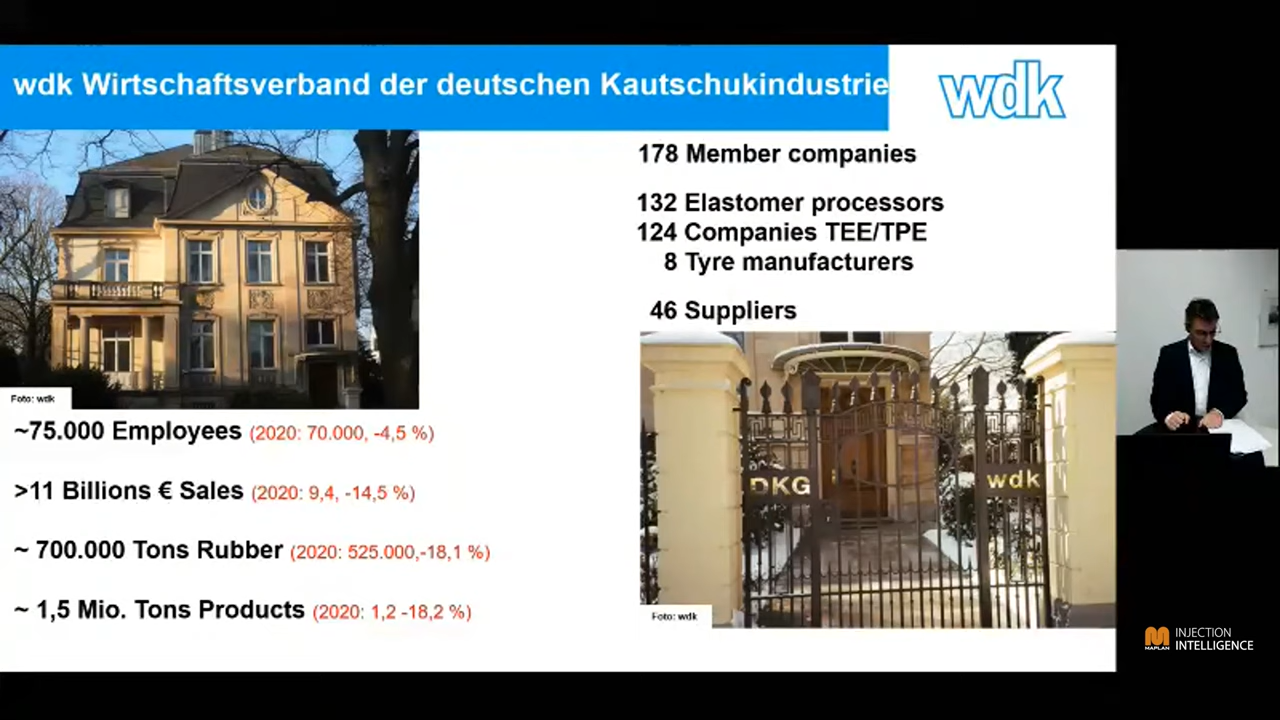 wdk Wirtschaftsverband der deutschen Kautschukindustrie
wdk
178 Member companies
132 Elastomer processors
124 Companies TEE/TPE
8 Tyre manufacturers
46 Suppliers
Foto: wdk
~75.000 Employees (2020: 70.000, -4,5 %)
>11 Billions € Sales (2020: 9,4, -14,5 %)
~ 700.000 Tons Rubber (2020: 525.000,-18,1 %)
~ 1,5 Mio. Tons Products (2020: 1,2 -18,2 %)
DKG
wdk
Foto: wdk
MAPLAN
INJECTION
INTELLIGENCE